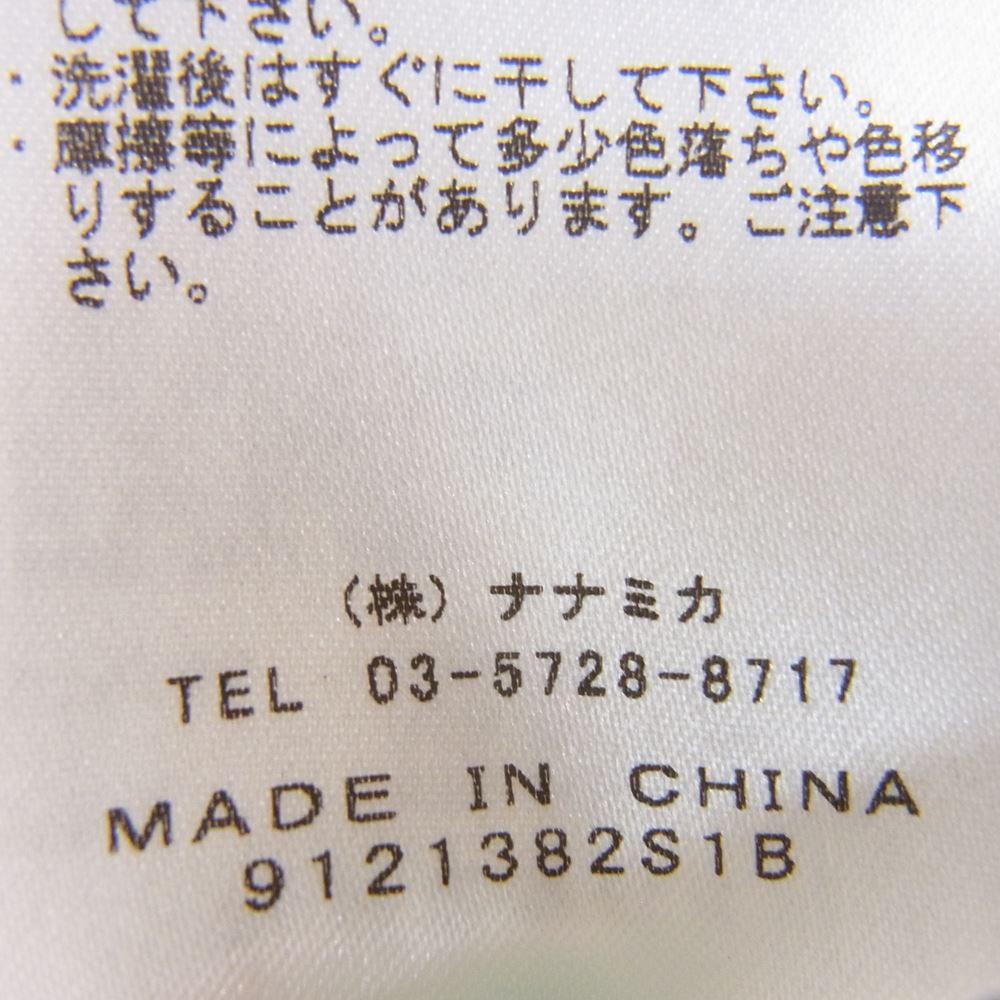 して下さい。
・洗濯後はすぐに干して下さい。
・摩擦等によって多少色落ちや色移
りすることがあります。ご注意下
さい。
(株) ナナミカ
TEL 03-5728-8717
MADE IN CHINA
9121382S1B